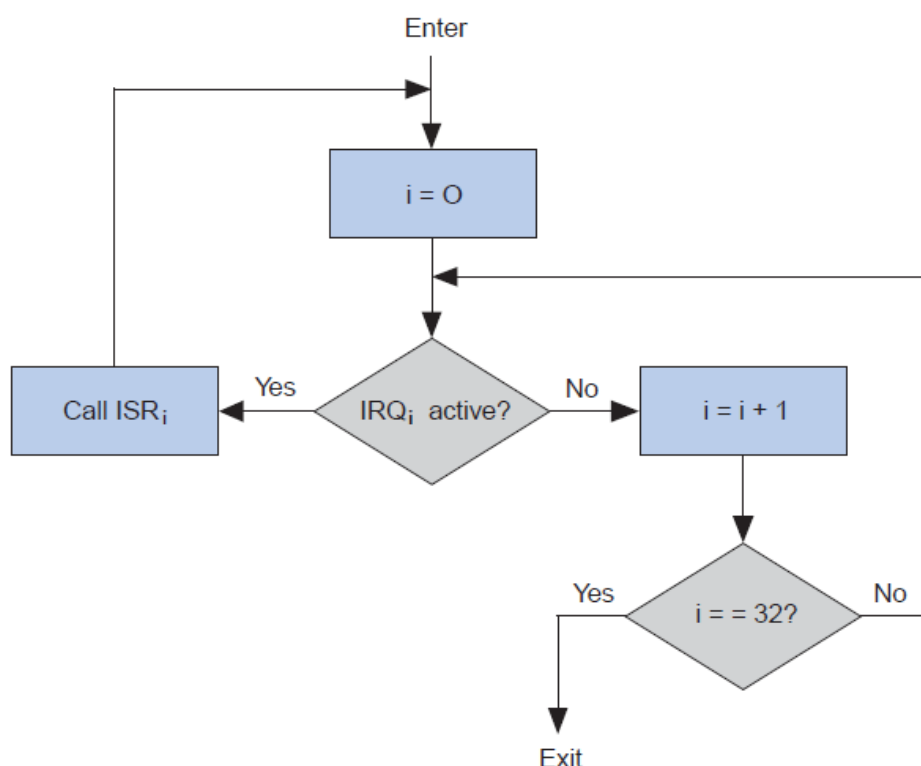 Enter
i = O
Yes
No
Call ISRi
IRQi active?
i = i + 1
Yes
i = = 32?
No
Exit